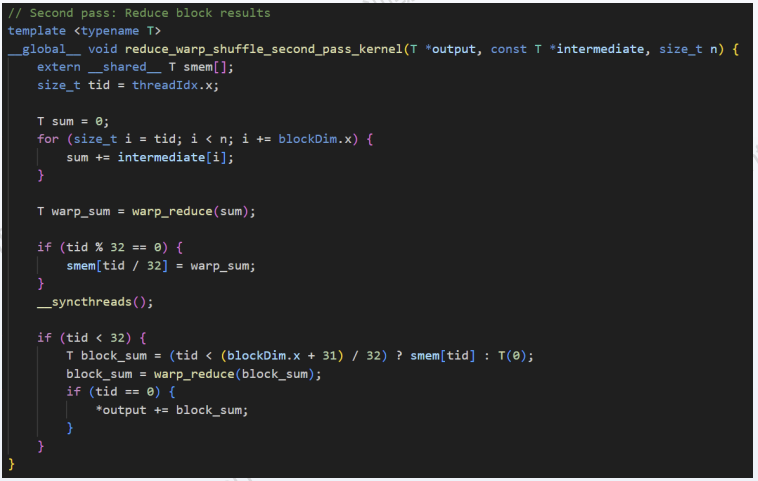 // Second pass: Reduce block results
template <typename T>
__global__ void reduce_warp_shuffle_second_pass_kernel(T *output, const T *intermediate, size_t n) {
    extern __shared__ T smem[];
    size_t tid = threadIdx.x;

    T sum = 0;
    for (size_t i = tid; i < n; i += blockDim.x) {
        sum += intermediate[i];
    }

    T warp_sum = warp_reduce(sum);

    if (tid % 32 == 0) {
        smem[tid / 32] = warp_sum;
    }
    __syncthreads();

    if (tid < 32) {
        T block_sum = (tid < (blockDim.x + 31) / 32) ? smem[tid] : T(0);
        block_sum = warp_reduce(block_sum);
        if (tid == 0) {
            *output += block_sum;
        }
    }
}